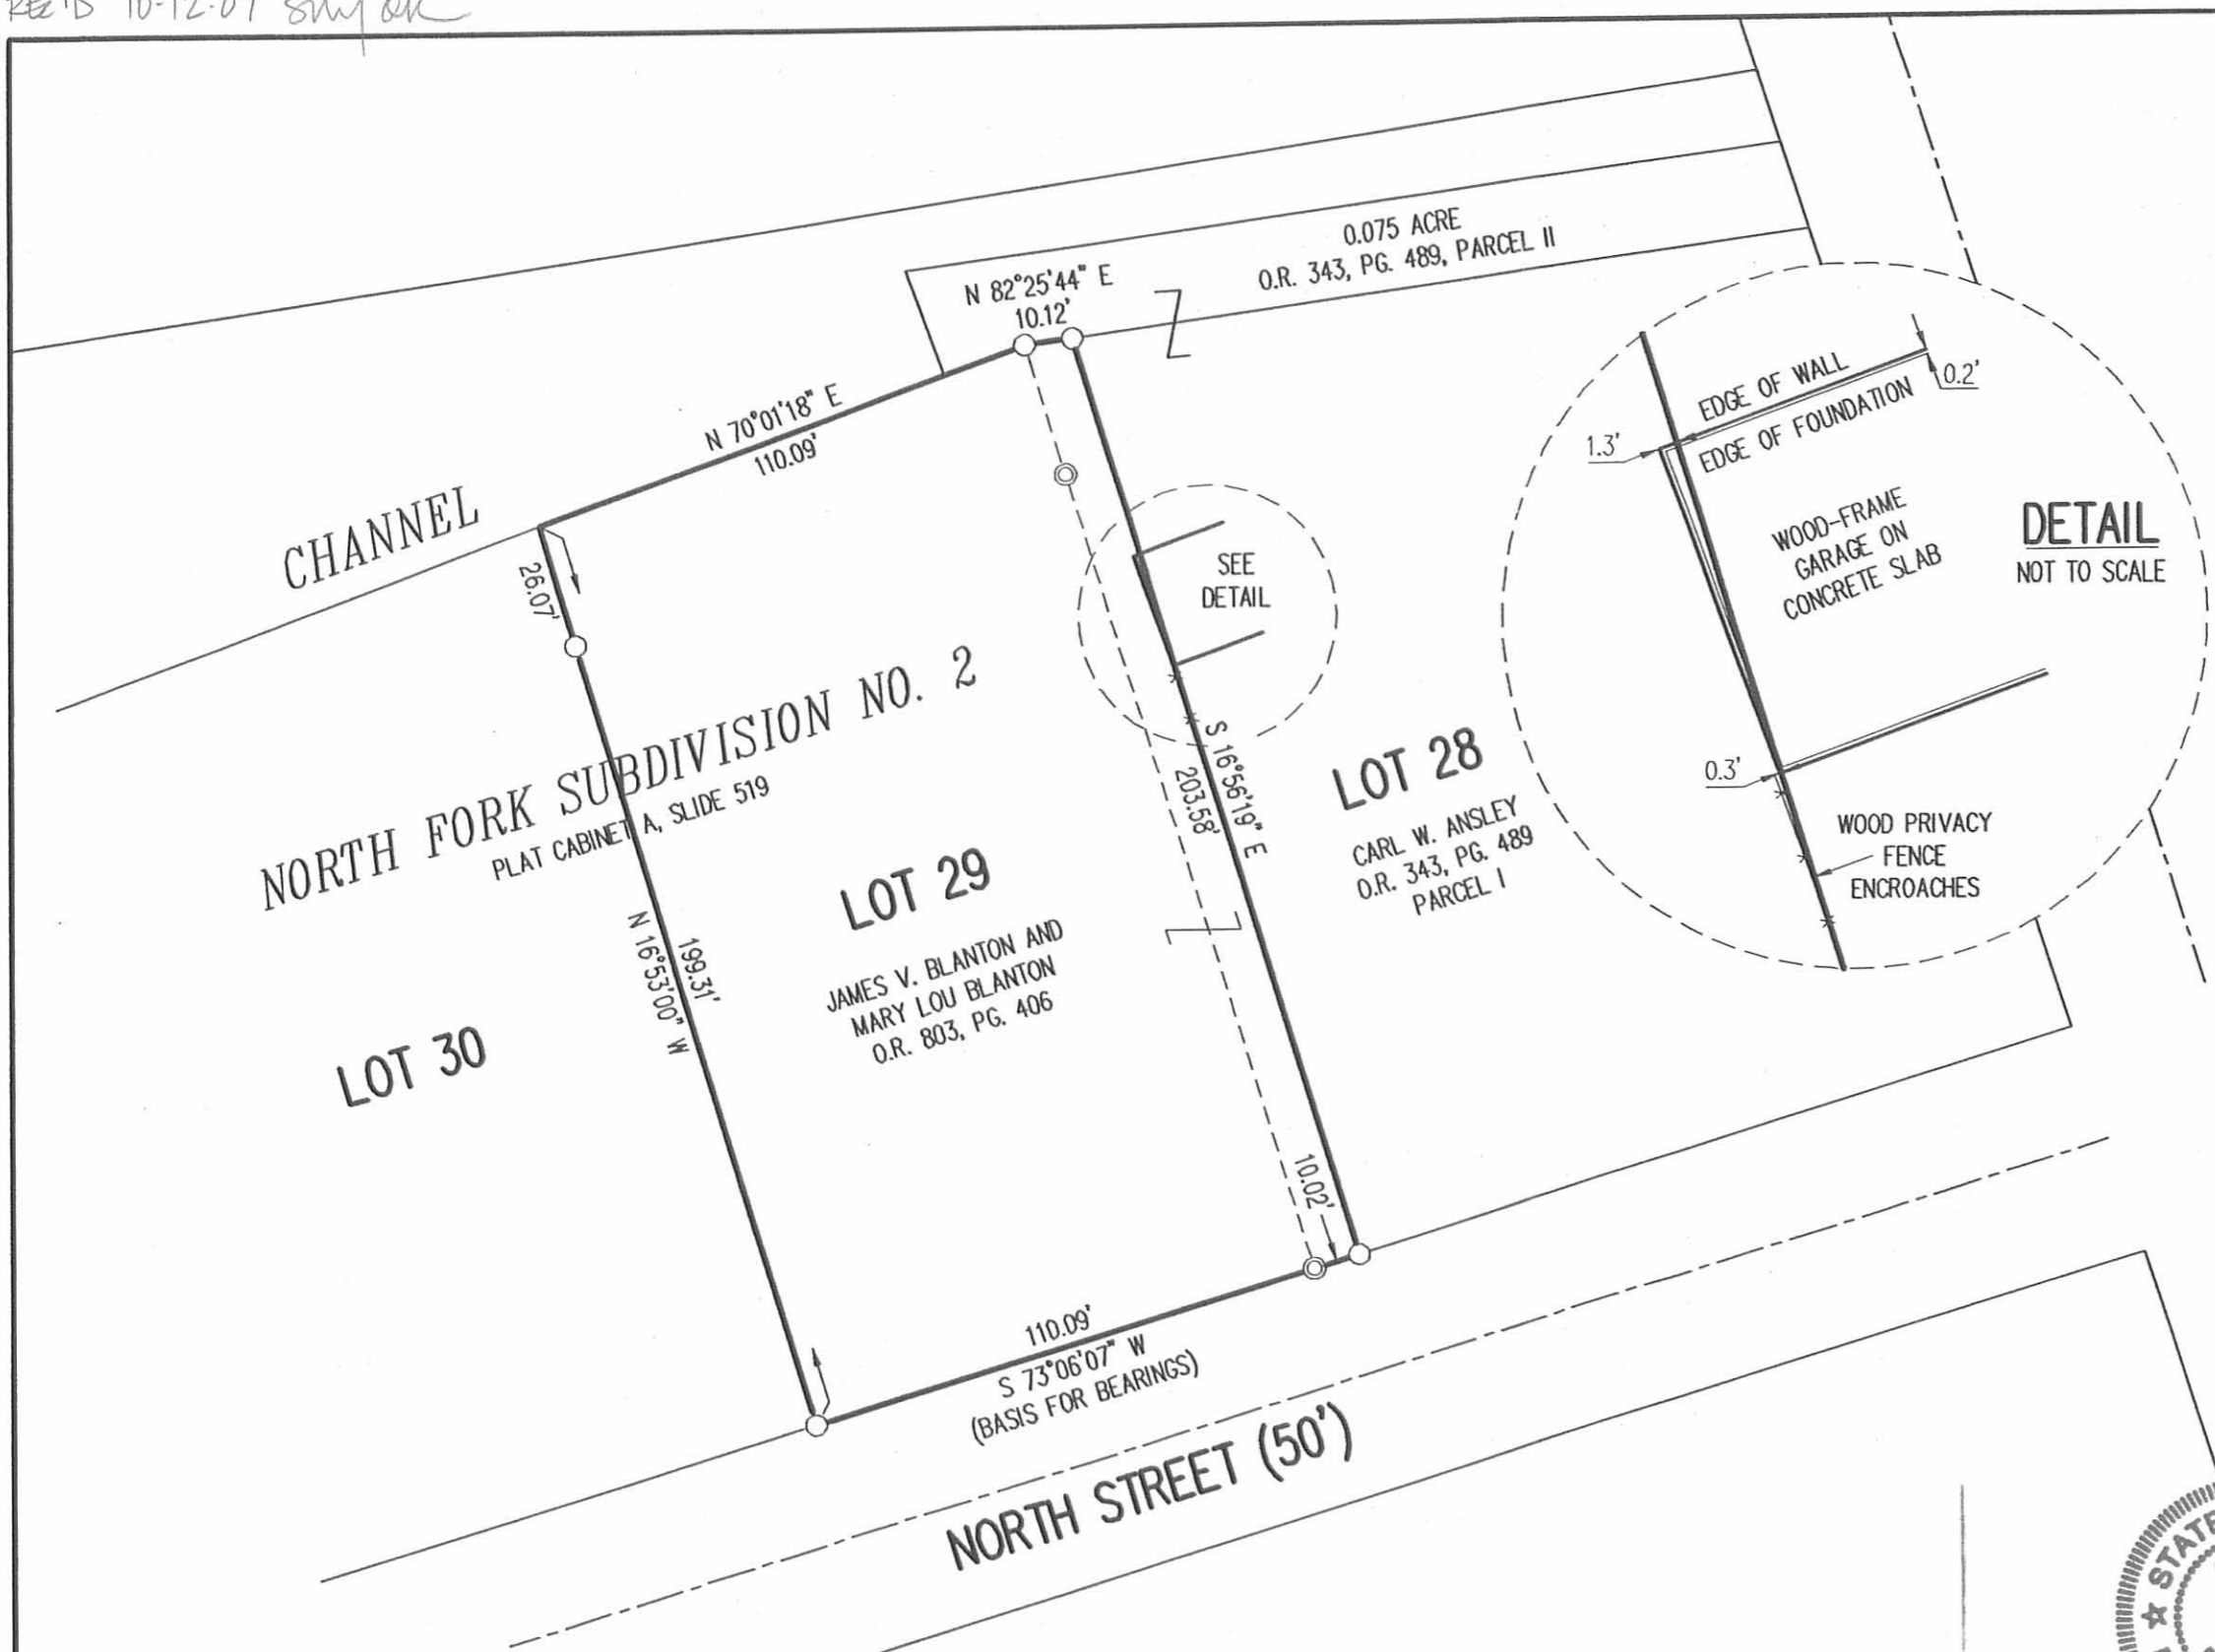 REC'D 10-12-07
0.075 ACRE
O.R. 343, PG. 489, PARCEL II
N 82°25'44" E
10.12'
N 70°01'18" E
110.09'
CHANNEL
26.07'
SEE
DETAIL
EDGE OF WALL
EDGE OF FOUNDATION
0.2'
1.3'
WOOD-FRAME
GARAGE ON
CONCRETE SLAB
DETAIL
NOT TO SCALE
0.3'
WOOD PRIVACY
FENCE
ENCROACHES
NORTH FORK SUBDIVISION NO. 2
PLAT CABINET A, SLIDE 519
S 16°56'19" E
203.58'
LOT 28
CARL W. ANSLEY
O.R. 343, PG. 489
PARCEL I
LOT 29
JAMES V. BLANTON AND
MARY LOU BLANTON
O.R. 803, PG. 406
199.31'
N 16°53'00" W
LOT 30
10.02'
110.09'
S 73°06'07" W
(BASIS FOR BEARINGS)
NORTH STREET (50')
STATE